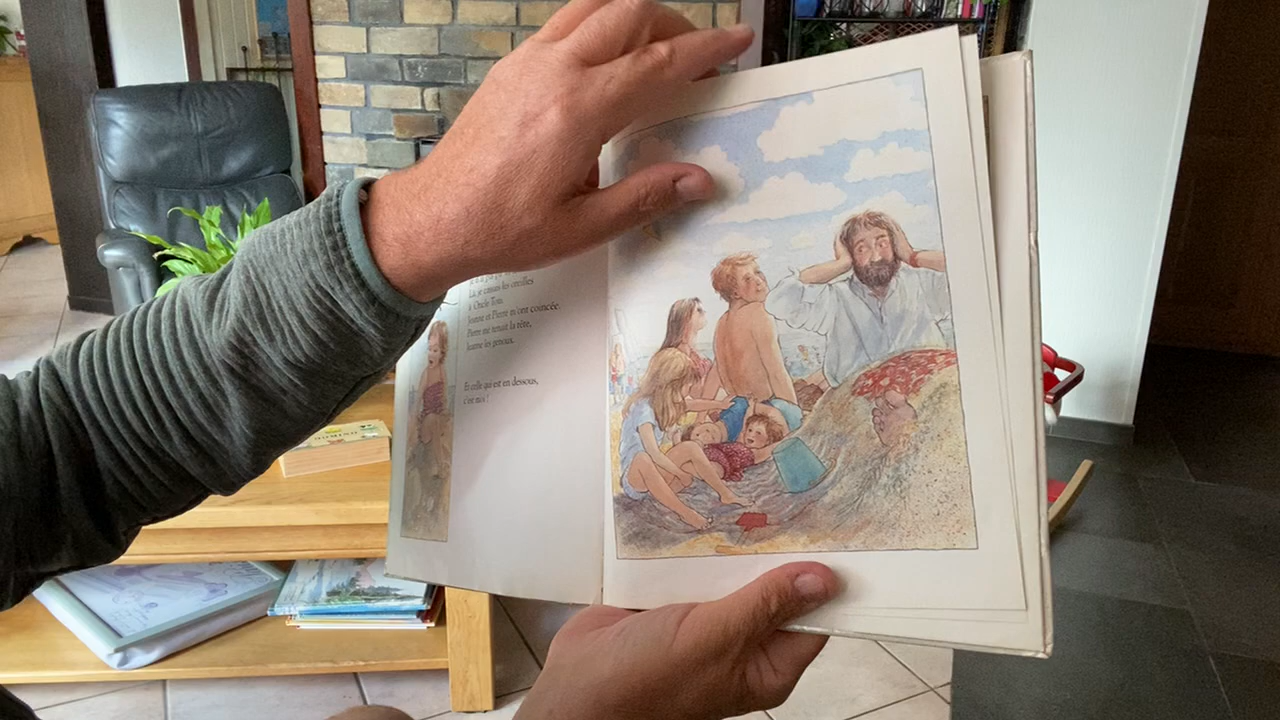 Là je cassais les oreilles
à Oncle Tom.
Jeanne et Pierre m'ont coincée.
Pierre me tenait la tête,
Jeanne les genoux.
Et celle qui est en dessous,
c'est moi !